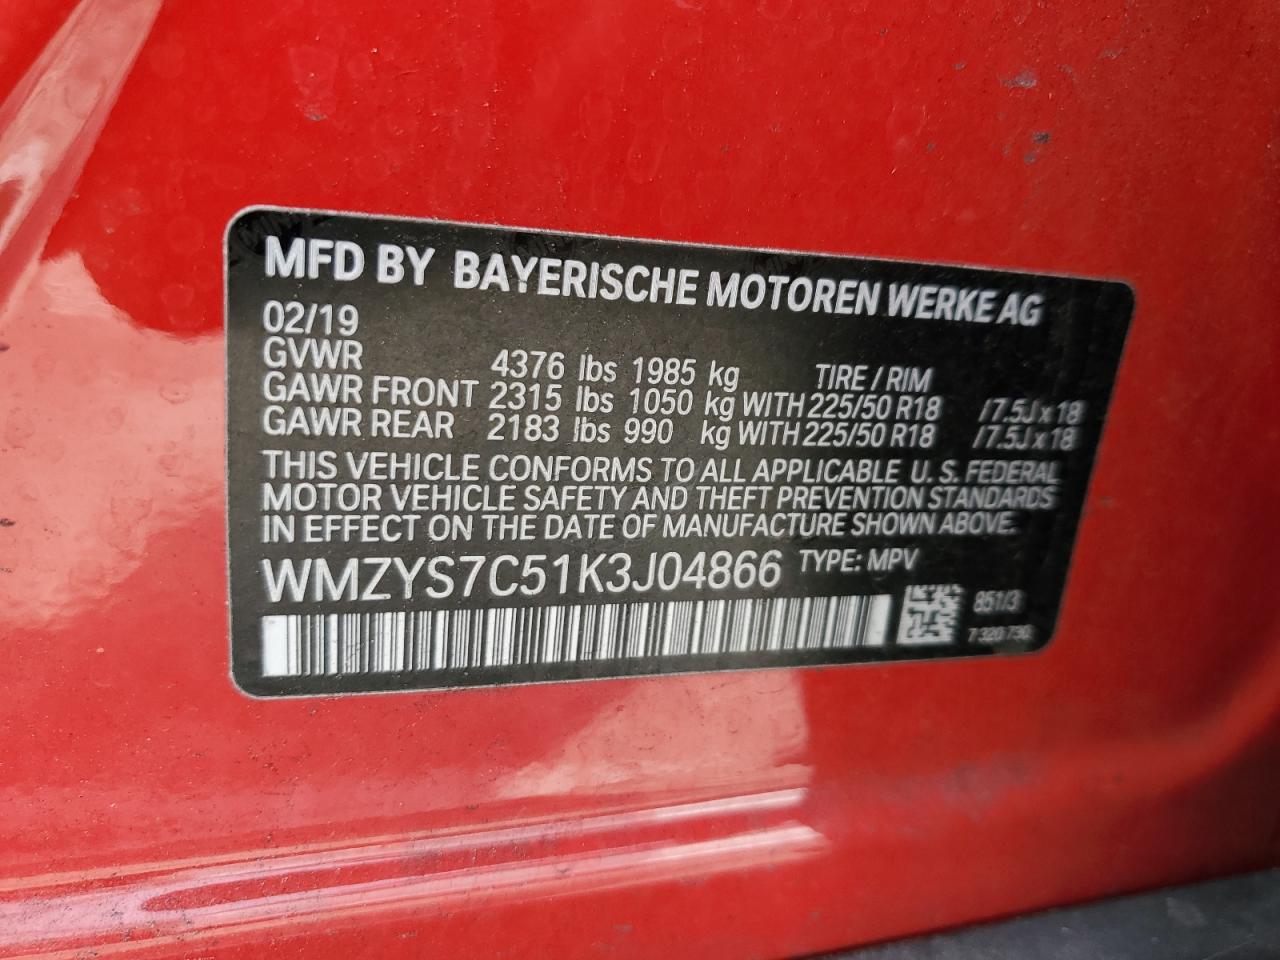 MFD BY BAYERISCHE MOTOREN WERKE AG
02/19
GVWR 4376 lbs 1985 kg TIRE / RIM
GAWR FRONT 2315 lbs 1050 kg WITH 225/50 R18 / 7.5J x 18
GAWR REAR 2183 lbs 990 kg WITH 225/50 R18 / 7.5J x 18
THIS VEHICLE CONFORMS TO ALL APPLICABLE U. S. FEDERAL
MOTOR VEHICLE SAFETY AND THEFT PREVENTION STANDARDS
IN EFFECT ON THE DATE OF MANUFACTURE SHOWN ABOVE.
WMZYS7C51K3J04866 TYPE: MPV
851/3
7 320 730